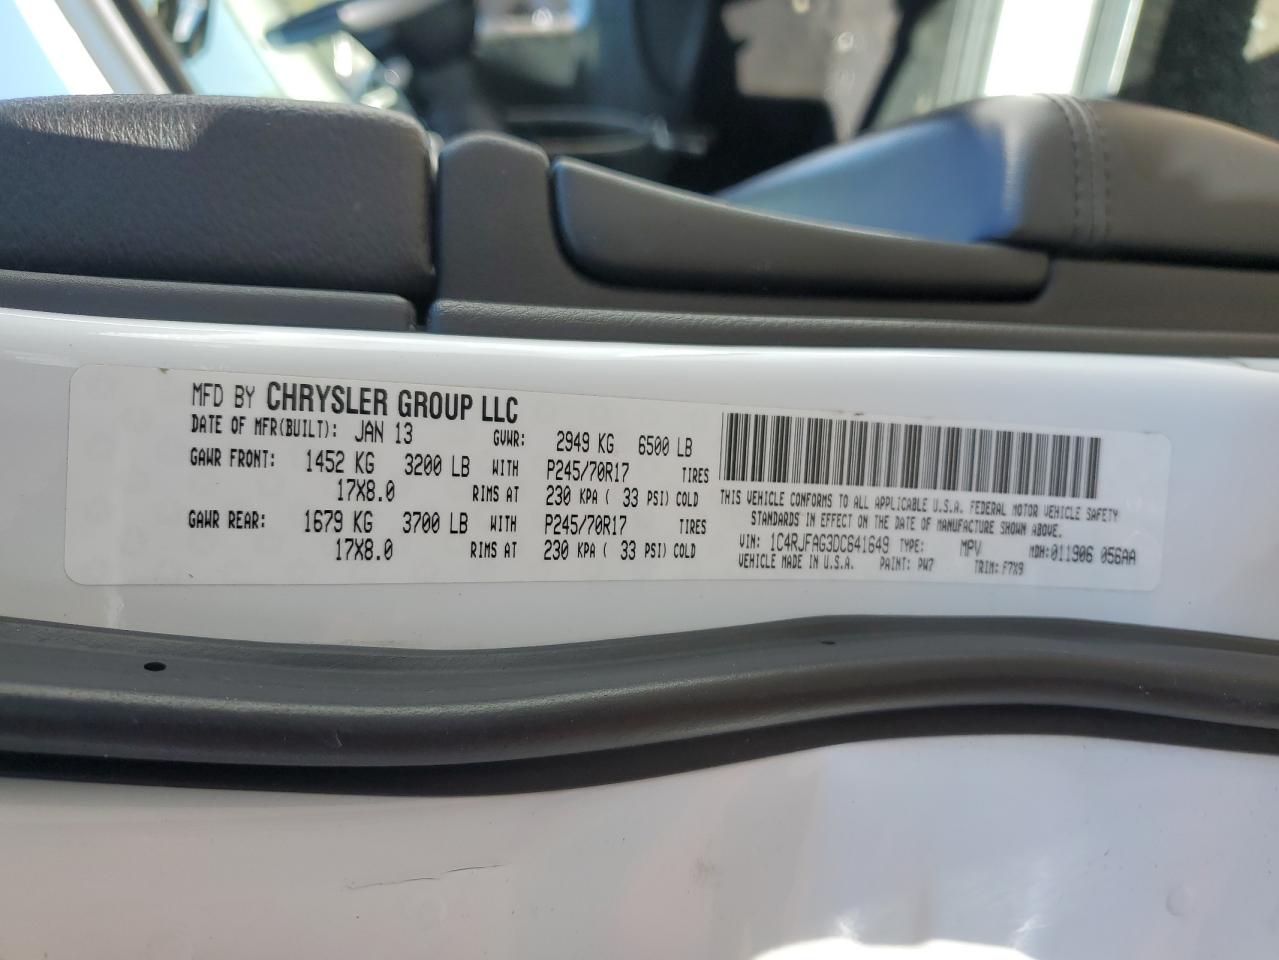 MFD BY CHRYSLER GROUP LLC
DATE OF MFR(BUILT): JAN 13 GVWR: 2949 KG 6500 LB
GAWR FRONT: 1452 KG 3200 LB WITH P245/70R17 TIRES
17X8.0 RIMS AT 230 KPA ( 33 PSI) COLD
GAWR REAR: 1679 KG 3700 LB WITH P245/70R17 TIRES
17X8.0 RIMS AT 230 KPA ( 33 PSI) COLD
THIS VEHICLE CONFORMS TO ALL APPLICABLE U.S.A. FEDERAL MOTOR VEHICLE SAFETY
STANDARDS IN EFFECT ON THE DATE OF MANUFACTURE SHOWN ABOVE.
VIN: 1C4RJFAG3DC641649 TYPE: MPV MDH:011906 056AA
VEHICLE MADE IN U.S.A. PAINT: PW7 TRIM: F7X9